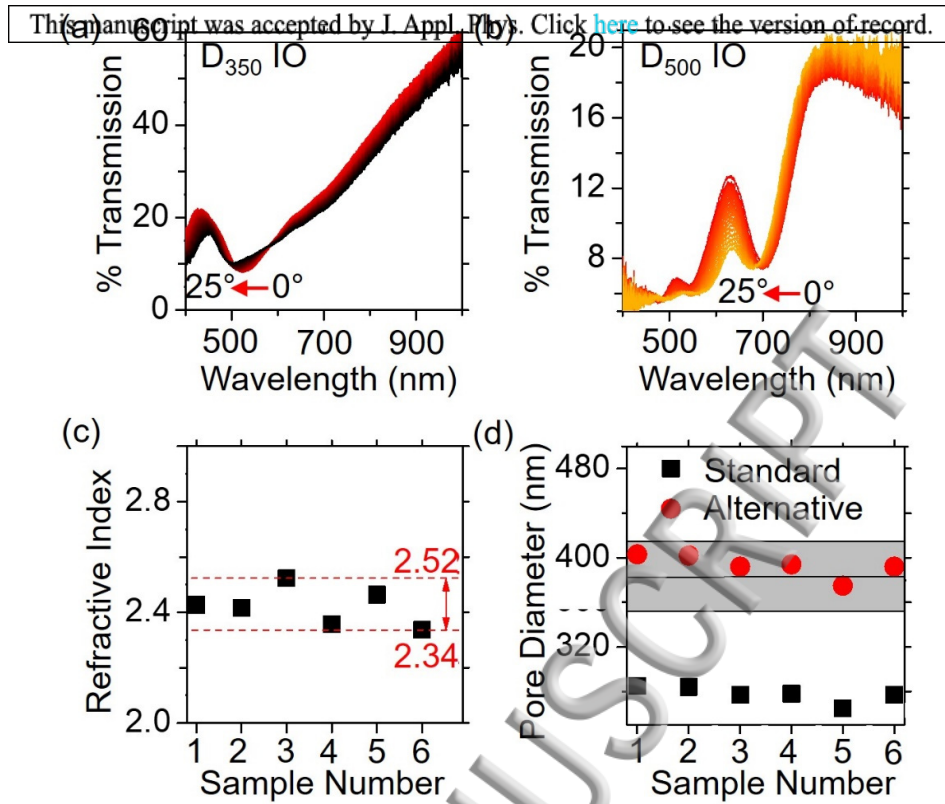 This manuscript was accepted by J. Appl. Phys. Click here to see the version of record.
(a)
D350 IO
60
40
20
0
% Transmission
25° ← 0°
500 700 900
Wavelength (nm)
(b)
D500 IO
20
16
12
8
% Transmission
25° ← 0°
500 700 900
Wavelength (nm)
(c)
2.8
2.4
2.0
Refractive Index
2.52
2.34
1 2 3 4 5 6
Sample Number
(d)
480
400
320
Pore Diameter (nm)
Standard
Alternative
1 2 3 4 5 6
Sample Number
MANUSCRIPT